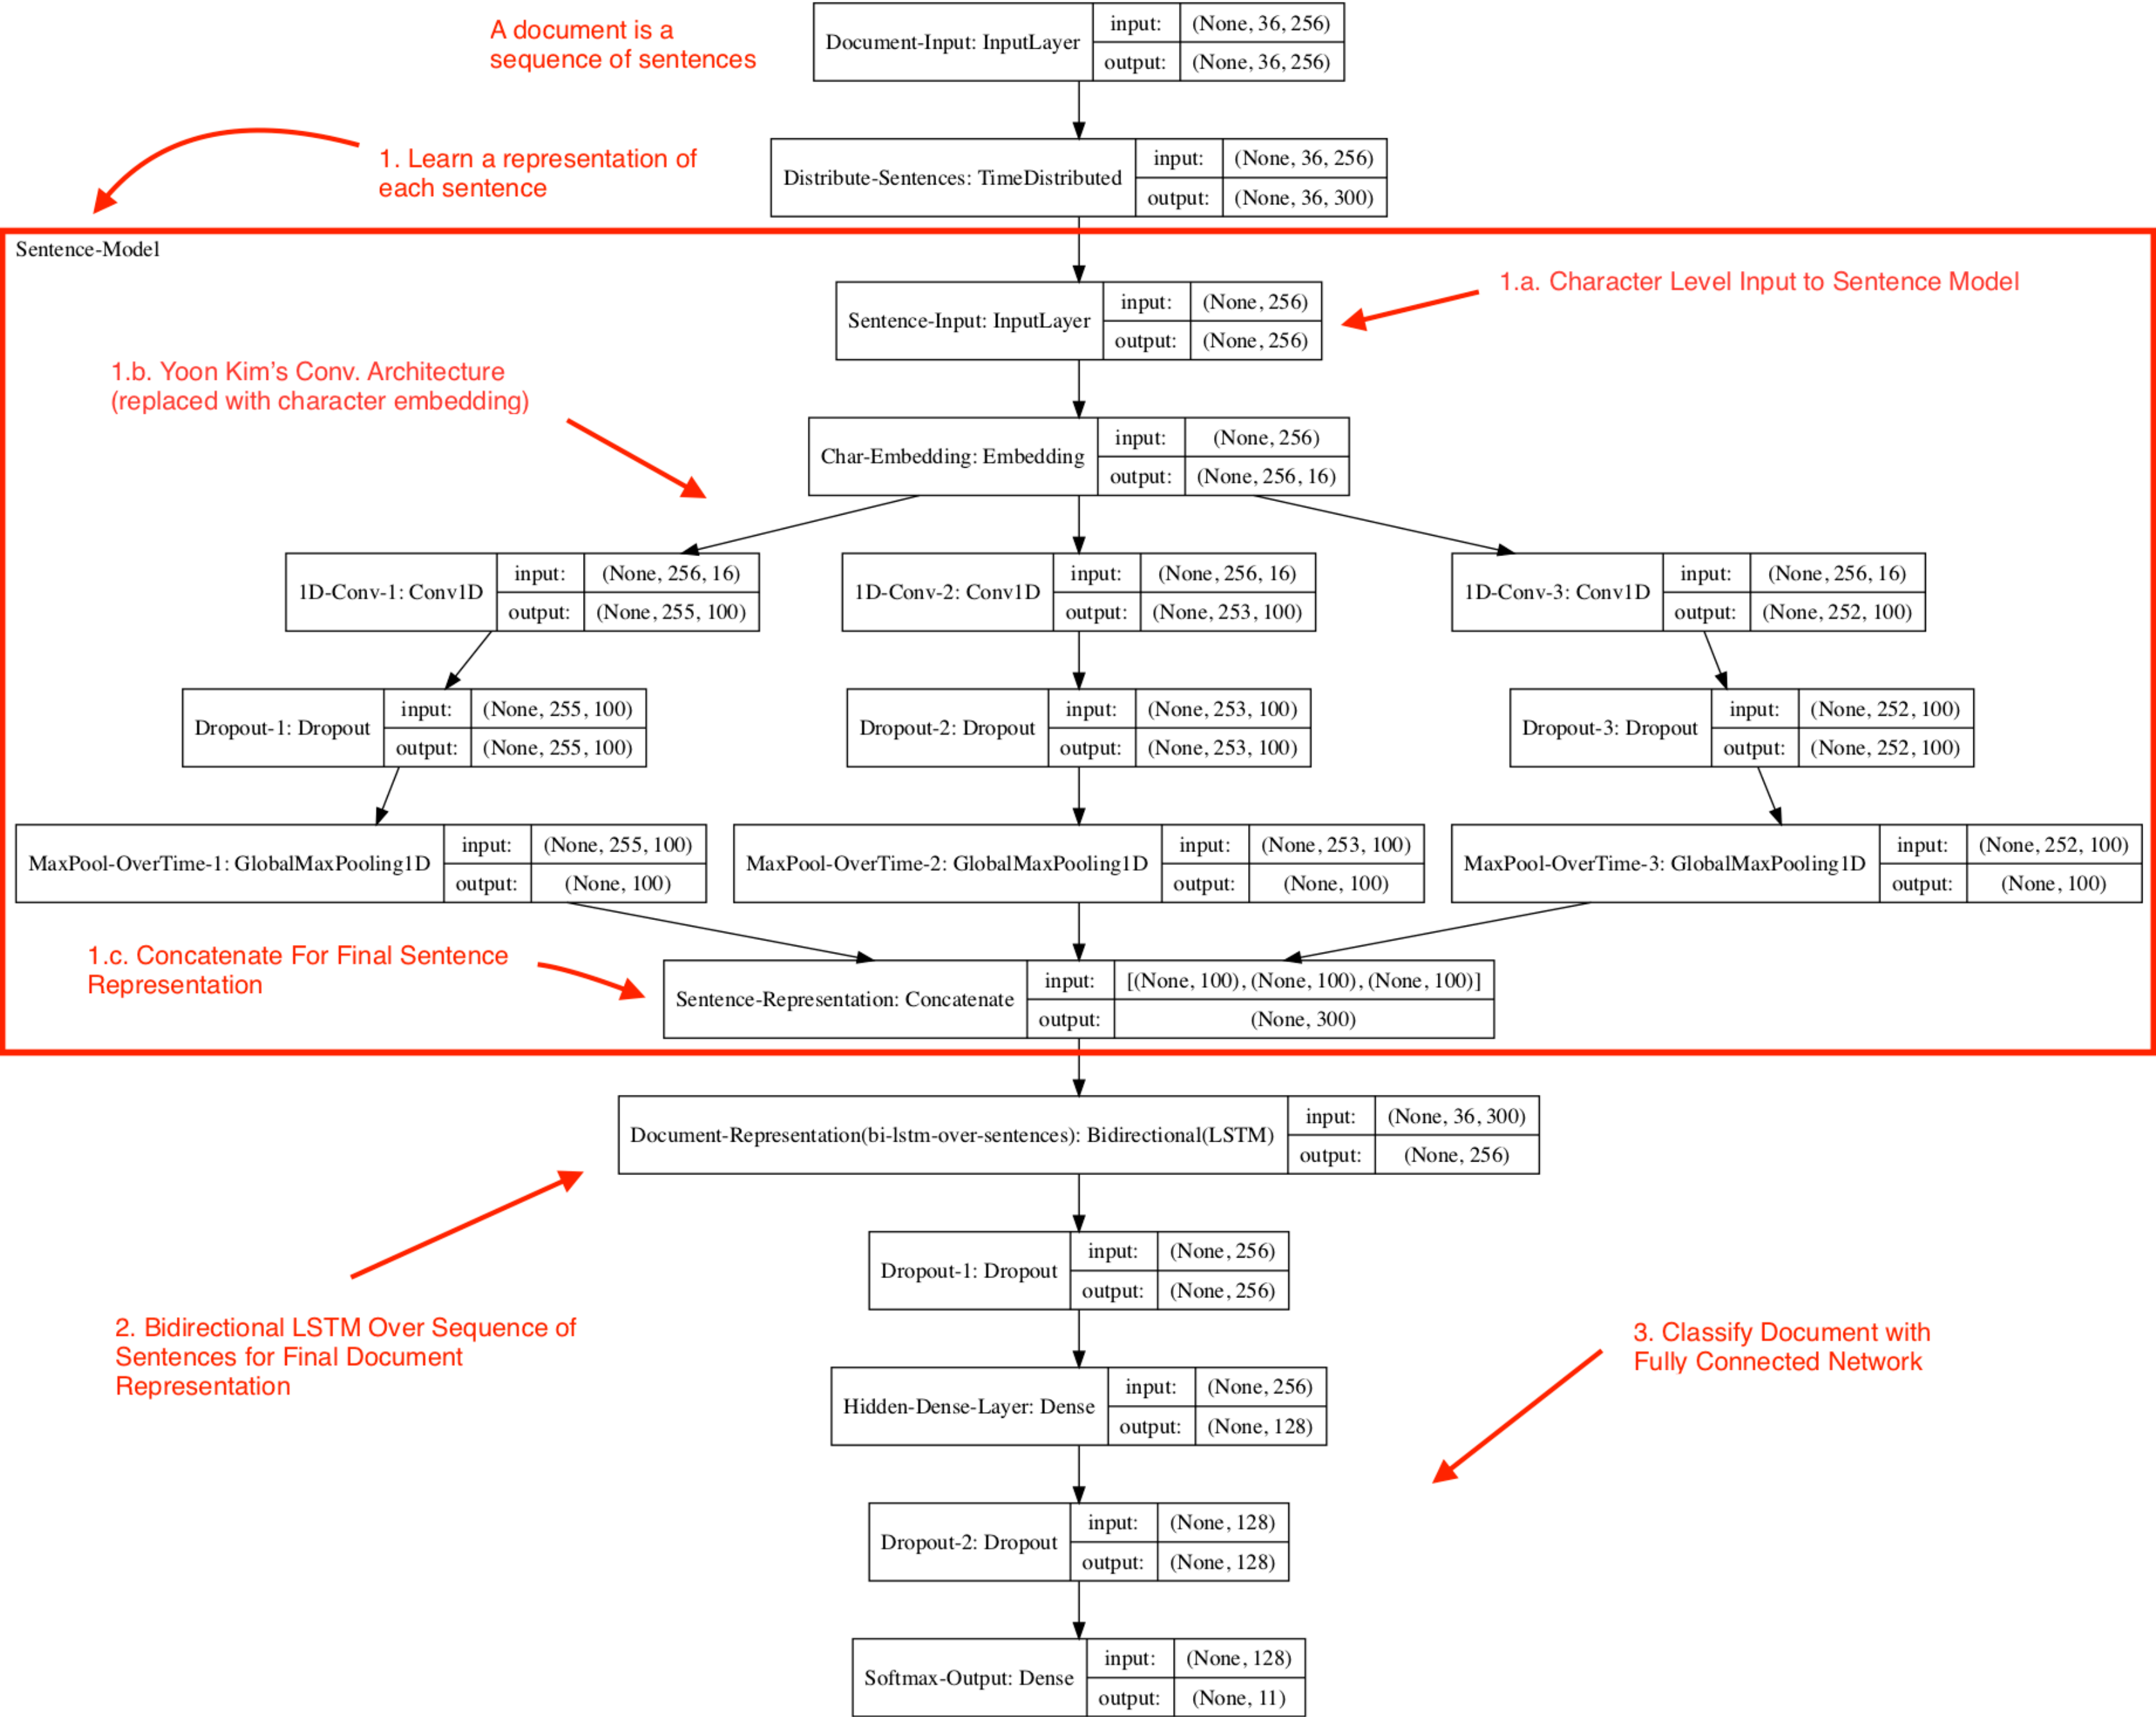 A document is a
sequence of sentences
Document-Input: InputLayer
input: (None, 36, 256)
output: (None, 36, 256)
1. Learn a representation of
each sentence
Distribute-Sentences: TimeDistributed
input: (None, 36, 256)
output: (None, 36, 300)
Sentence-Model
1.a. Character Level Input to Sentence Model
Sentence-Input: InputLayer
input: (None, 256)
output: (None, 256)
1.b. Yoon Kim's Conv. Architecture
(replaced with character embedding)
Char-Embedding: Embedding
input: (None, 256)
output: (None, 256, 16)
1D-Conv-1: Conv1D
input: (None, 256, 16)
output: (None, 255, 100)
1D-Conv-2: Conv1D
input: (None, 256, 16)
output: (None, 253, 100)
1D-Conv-3: Conv1D
input: (None, 256, 16)
output: (None, 252, 100)
Dropout-1: Dropout
input: (None, 255, 100)
output: (None, 255, 100)
Dropout-2: Dropout
input: (None, 253, 100)
output: (None, 253, 100)
Dropout-3: Dropout
input: (None, 252, 100)
output: (None, 252, 100)
MaxPool-OverTime-1: GlobalMaxPooling1D
input: (None, 255, 100)
output: (None, 100)
MaxPool-OverTime-2: GlobalMaxPooling1D
input: (None, 253, 100)
output: (None, 100)
MaxPool-OverTime-3: GlobalMaxPooling1D
input: (None, 252, 100)
output: (None, 100)
1.c. Concatenate For Final Sentence
Representation
Sentence-Representation: Concatenate
input: [(None, 100), (None, 100), (None, 100)]
output: (None, 300)
Document-Representation(bi-lstm-over-sentences): Bidirectional(LSTM)
input: (None, 36, 300)
output: (None, 256)
Dropout-1: Dropout
input: (None, 256)
output: (None, 256)
2. Bidirectional LSTM Over Sequence of
Sentences for Final Document
Representation
3. Classify Document with
Fully Connected Network
Hidden-Dense-Layer: Dense
input: (None, 256)
output: (None, 128)
Dropout-2: Dropout
input: (None, 128)
output: (None, 128)
Softmax-Output: Dense
input: (None, 128)
output: (None, 11)